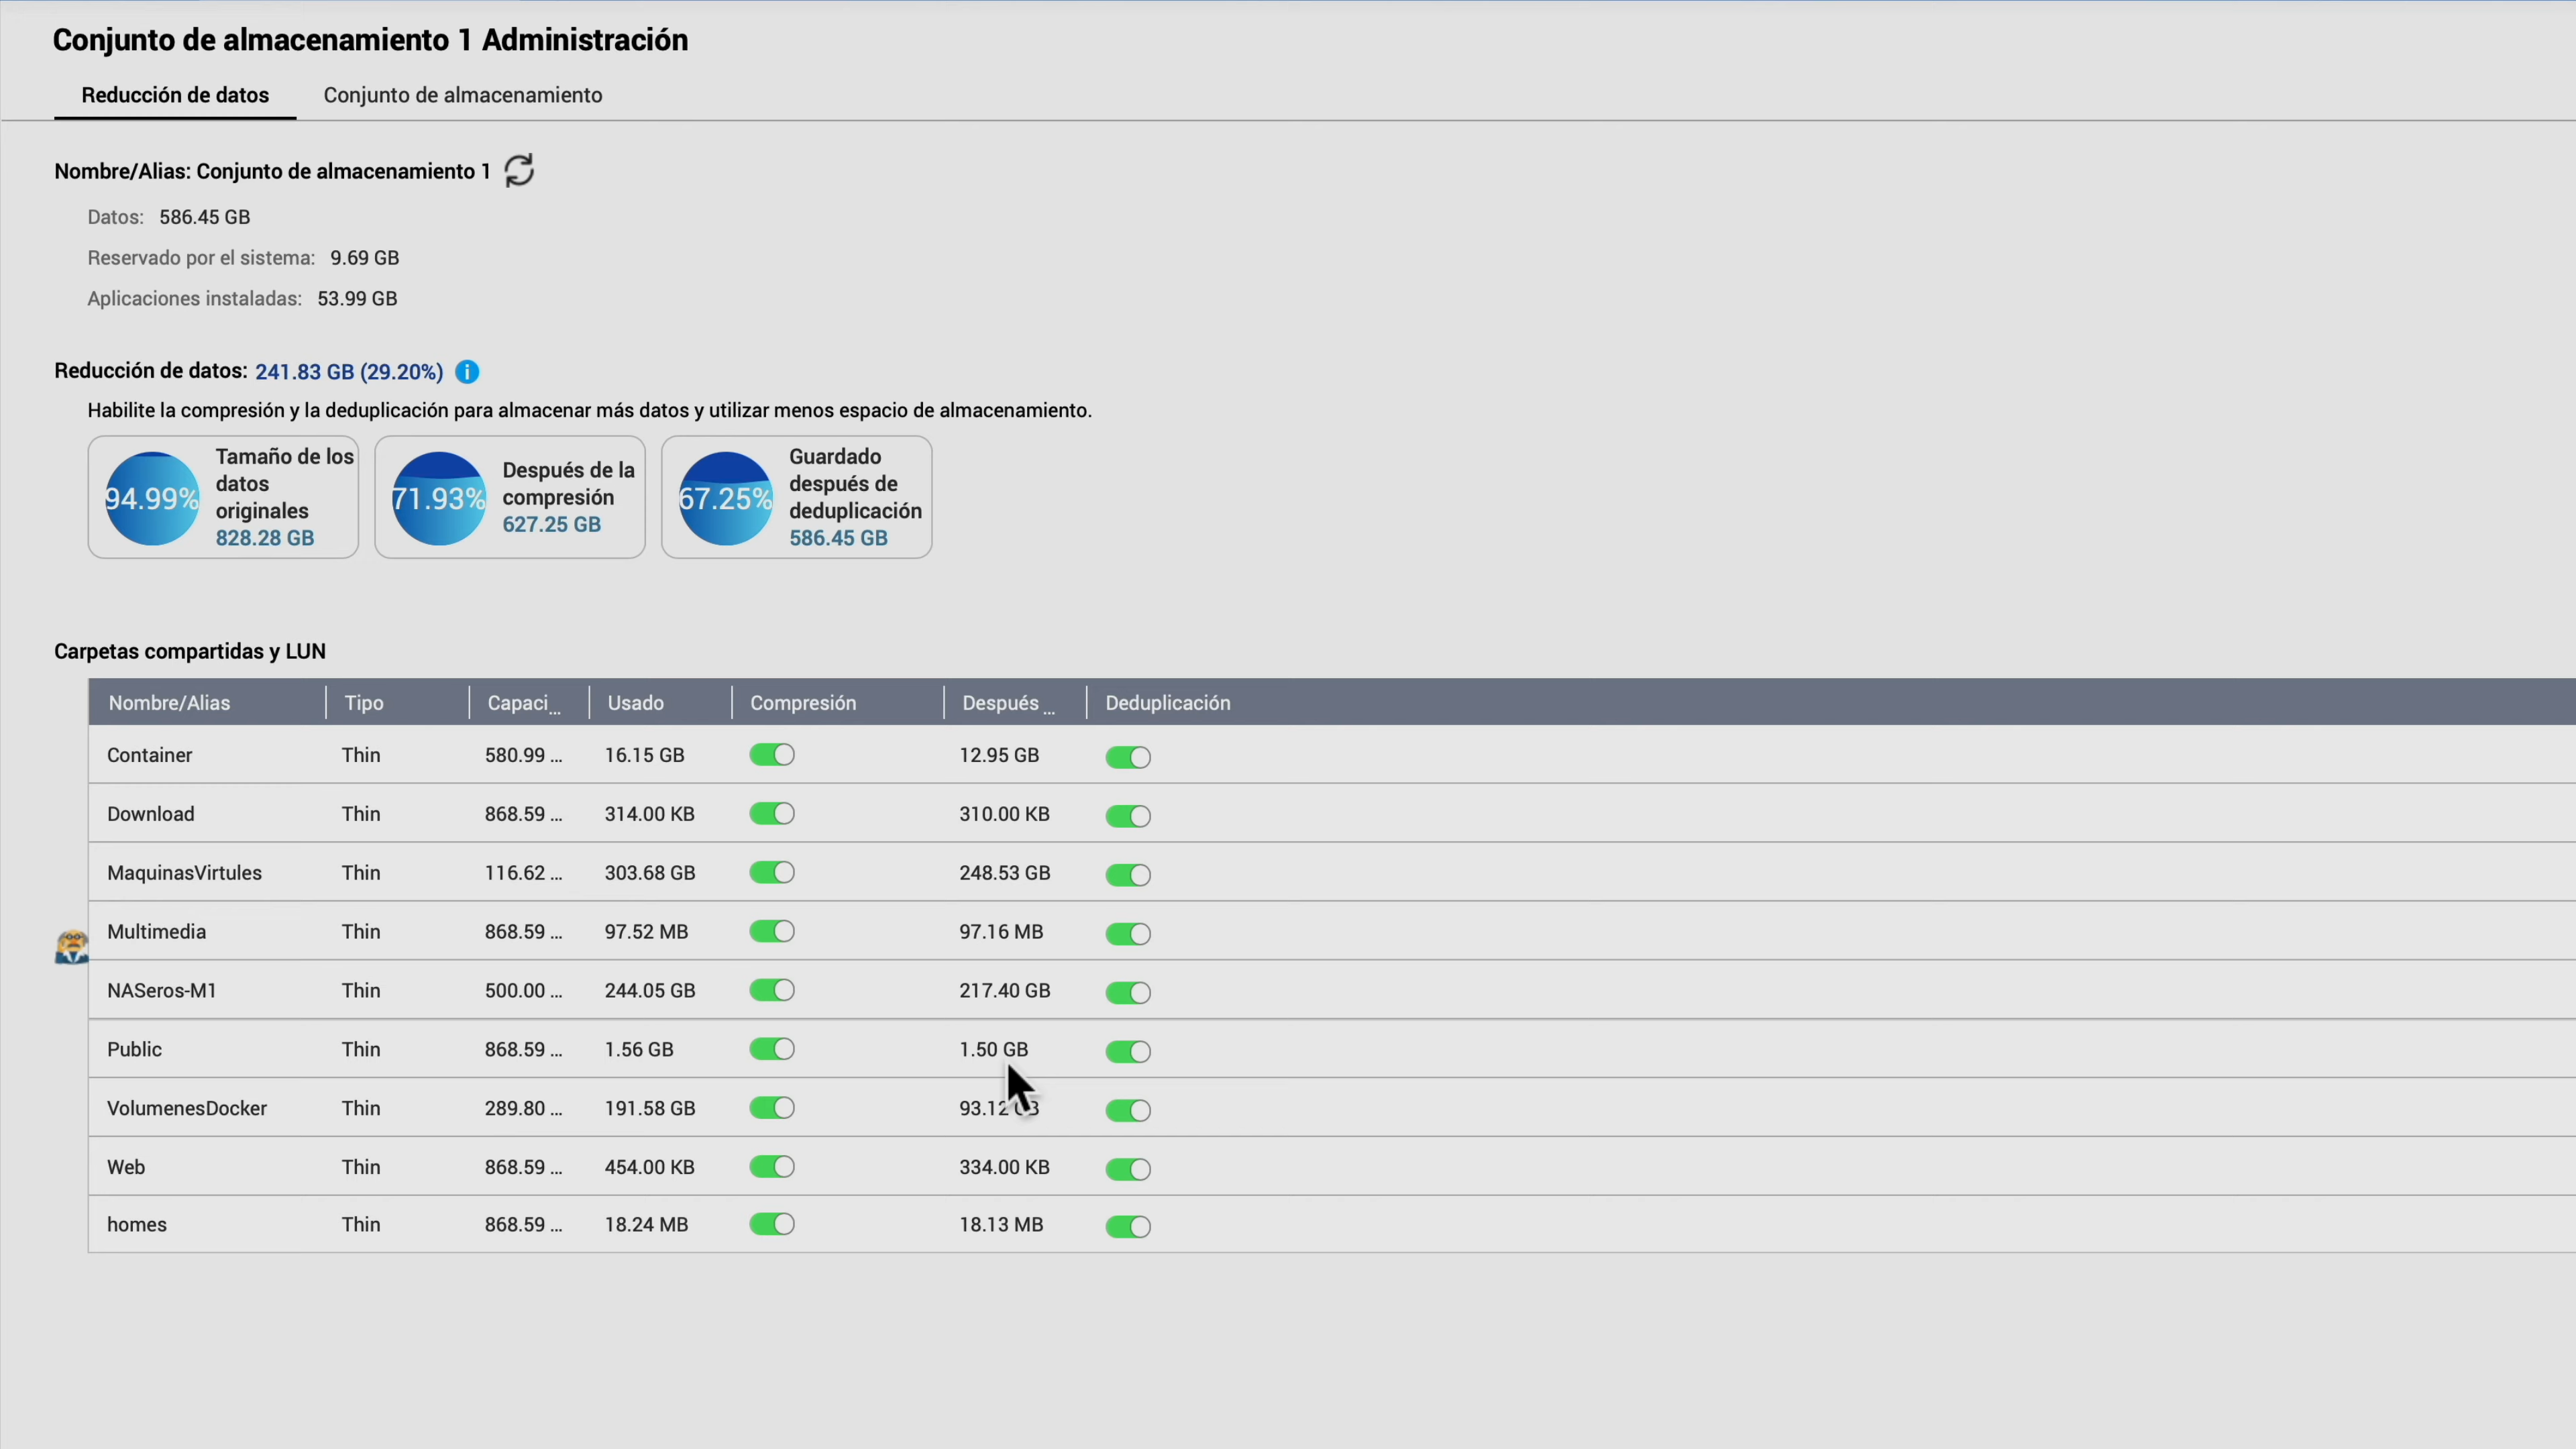 Conjunto de almacenamiento 1 Administración
Reducción de datos Conjunto de almacenamiento
Nombre/Alias: Conjunto de almacenamiento 1
Datos: 586.45 GB
Reservado por el sistema: 9.69 GB
Aplicaciones instaladas: 53.99 GB
Reducción de datos: 241.83 GB (29.20%)
Habilite la compresión y la deduplicación para almacenar más datos y utilizar menos espacio de almacenamiento.
94.99%
Tamaño de los
datos
originales
828.28 GB
71.93%
Después de la
compresión
627.25 GB
67.25%
Guardado
después de
deduplicación
586.45 GB
Carpetas compartidas y LUN
Nombre/Alias Tipo Capaci... Usado Compresión Después ... Deduplicación
Container Thin 580.99 ... 16.15 GB 12.95 GB
Download Thin 868.59 ... 314.00 KB 310.00 KB
MaquinasVirtules Thin 116.62 ... 303.68 GB 248.53 GB
Multimedia Thin 868.59 ... 97.52 MB 97.16 MB
NASeros-M1 Thin 500.00 ... 244.05 GB 217.40 GB
Public Thin 868.59 ... 1.56 GB 1.50 GB
VolumenesDocker Thin 289.80 ... 191.58 GB 93.12 GB
Web Thin 868.59 ... 454.00 KB 334.00 KB
homes Thin 868.59 ... 18.24 MB 18.13 MB